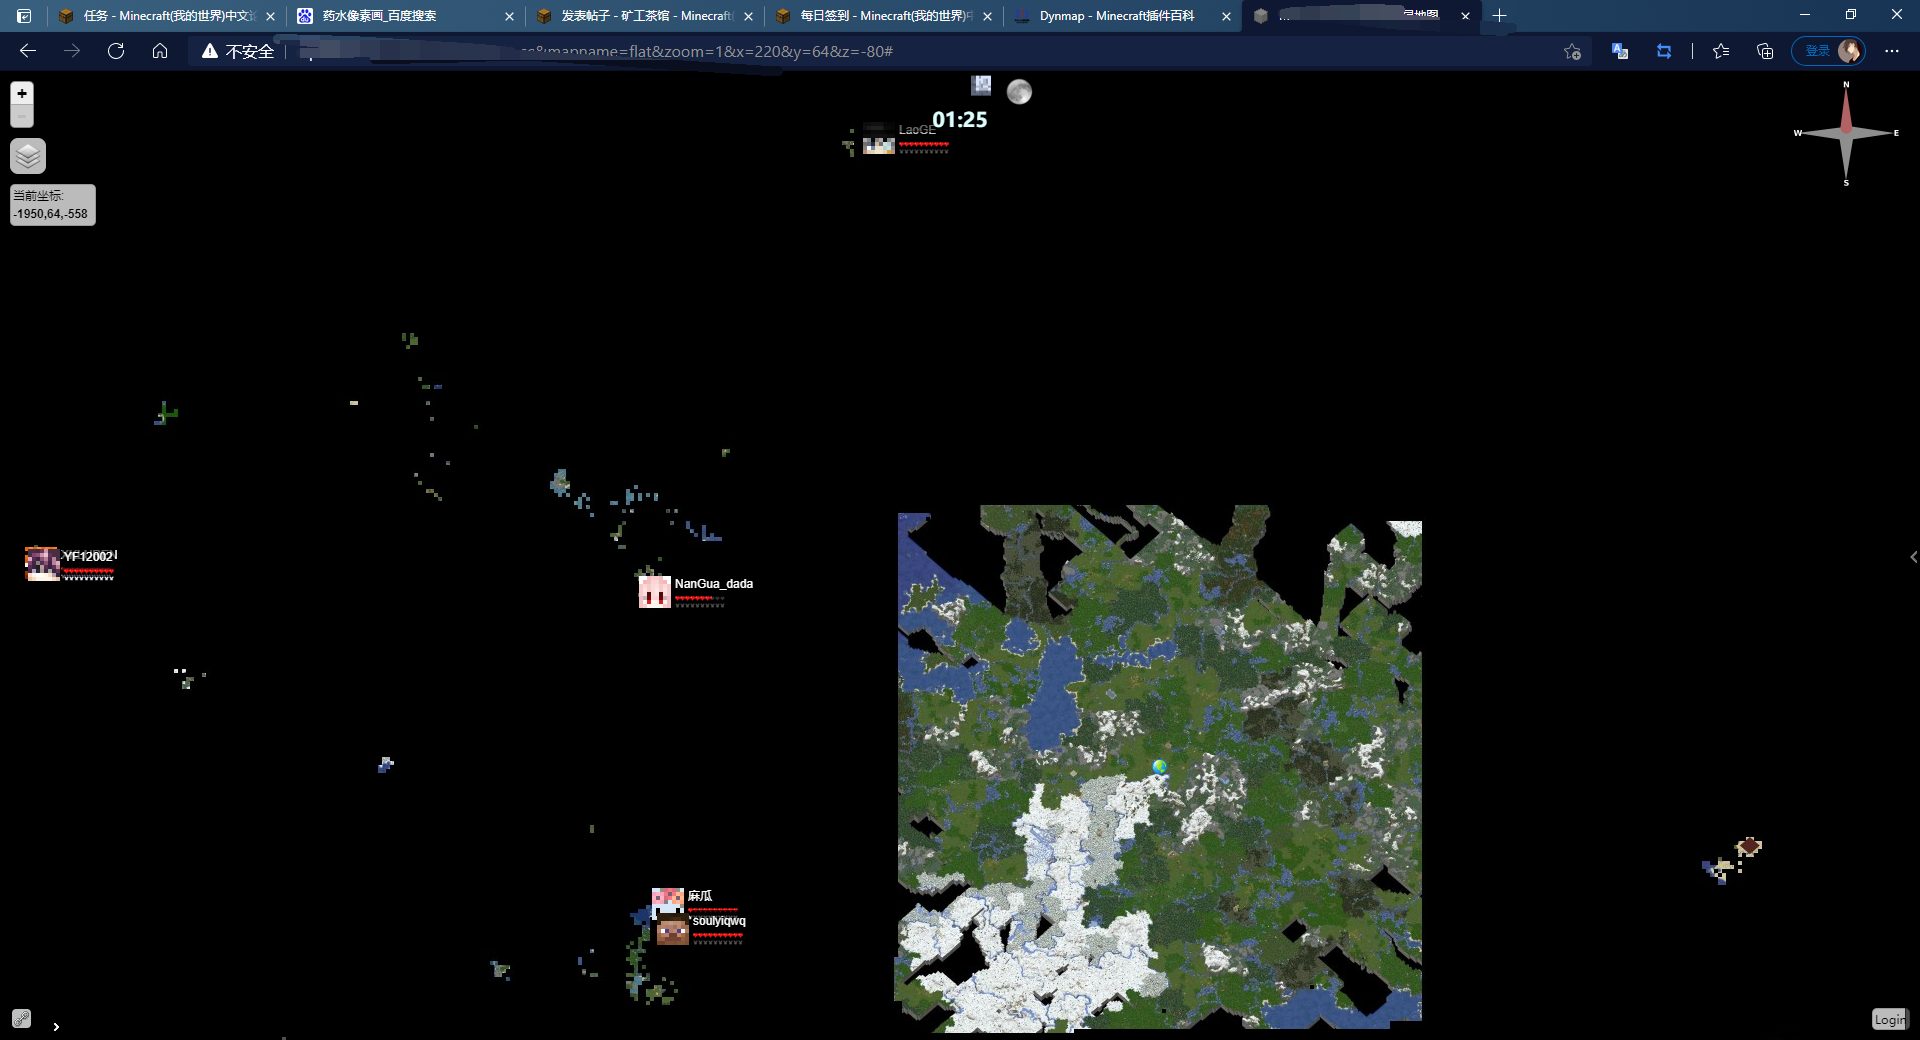 任务 - Minecraft(我的世界)中文
药水像素画_百度搜索
发表帖子 - 矿工茶馆 - Minecraft(
每日签到 - Minecraft(我的世界)中
Dynmap - Minecraft插件百科
不安全
&mapname=flat&zoom=1&x=220&y=64&z=-80#
登录
+
-
01:25
LaoGE
N
W
E
S
当前坐标:
-1950,64,-558
YF12002
NanGua_dada
麻瓜
soulyiqwq
Login